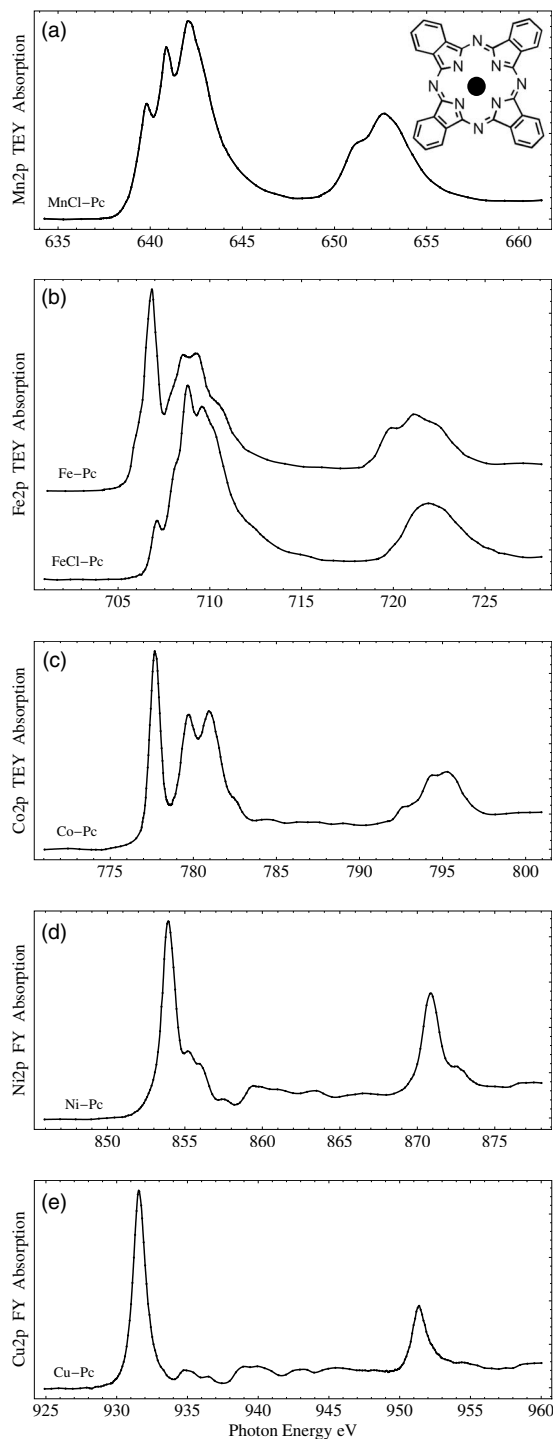 (a)
Mn2p TEY Absorption
N
N
N
N
N
N
N
N
MnCl–Pc
635 640 645 650 655 660
(b)
Fe2p TEY Absorption
Fe–Pc
FeCl–Pc
705 710 715 720 725
(c)
Co2p TEY Absorption
Co–Pc
775 780 785 790 795 800
(d)
Ni2p FY Absorption
Ni–Pc
850 855 860 865 870 875
(e)
Cu2p FY Absorption
Cu–Pc
925 930 935 940 945 950 955 960
Photon Energy eV